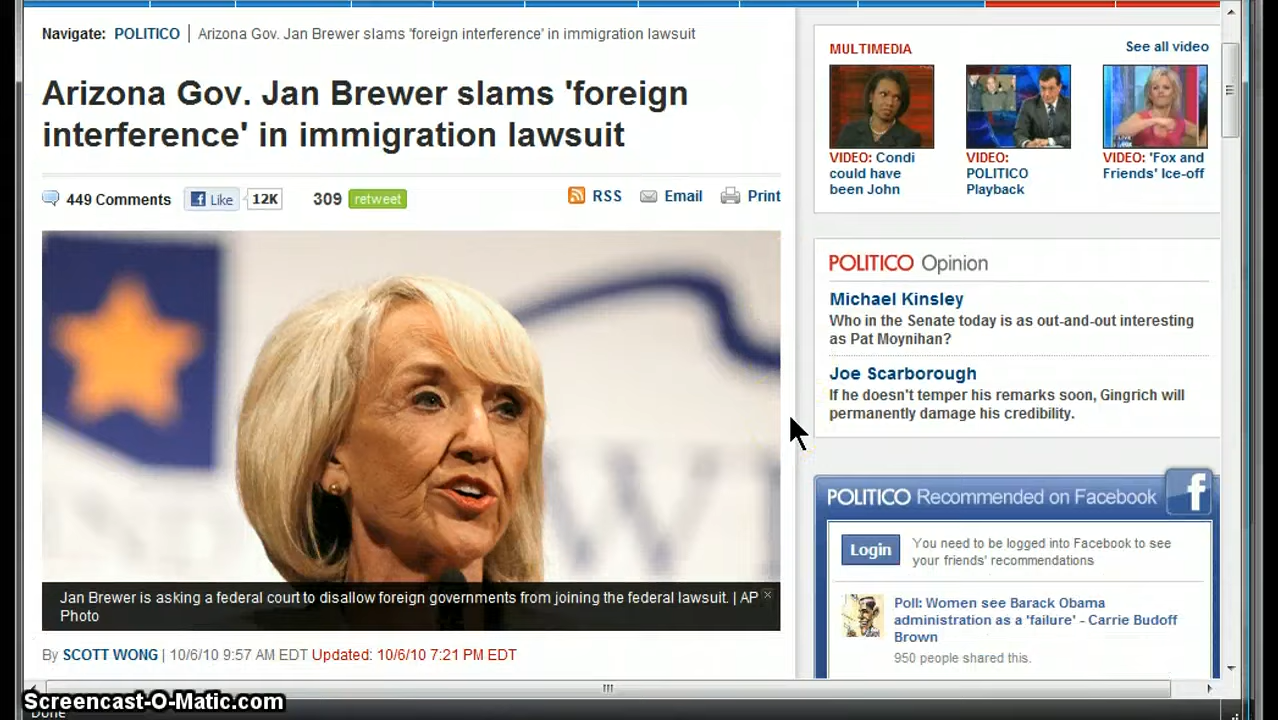 Navigate: POLITICO | Arizona Gov. Jan Brewer slams 'foreign interference' in immigration lawsuit
Arizona Gov. Jan Brewer slams 'foreign
interference' in immigration lawsuit
449 Comments
Like 12K
309 retweet
RSS Email Print
Jan Brewer is asking a federal court to disallow foreign governments from joining the federal lawsuit. | AP
Photo
By SCOTT WONG | 10/6/10 9:57 AM EDT Updated: 10/6/10 7:21 PM EDT
MULTIMEDIA
See all video
VIDEO: Condi
could have
been John
VIDEO:
POLITICO
Playback
VIDEO: 'Fox and
Friends' Ice-off
POLITICO Opinion
Michael Kinsley
Who in the Senate today is as out-and-out interesting
as Pat Moynihan?
Joe Scarborough
If he doesn't temper his remarks soon, Gingrich will
permanently damage his credibility.
POLITICO Recommended on Facebook
Login
You need to be logged into Facebook to see
your friends' recommendations
Poll: Women see Barack Obama
administration as a 'failure' - Carrie Budoff
Brown
950 people shared this.
Screencast-O-Matic.com
Done